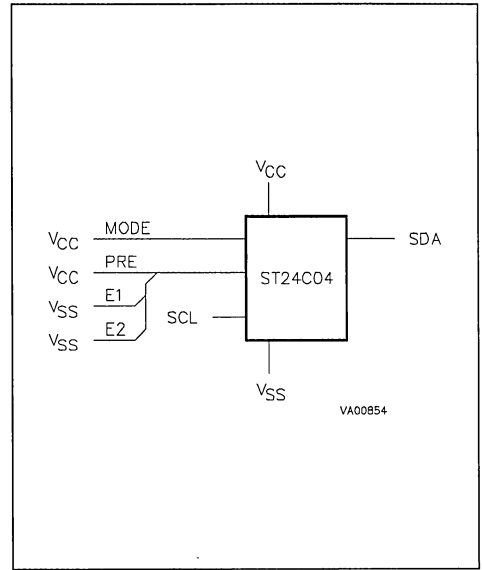 VCC
VCC MODE SDA
VCC PRE
ST24C04
VSS E1
SCL
VSS E2
VSS
VA00854